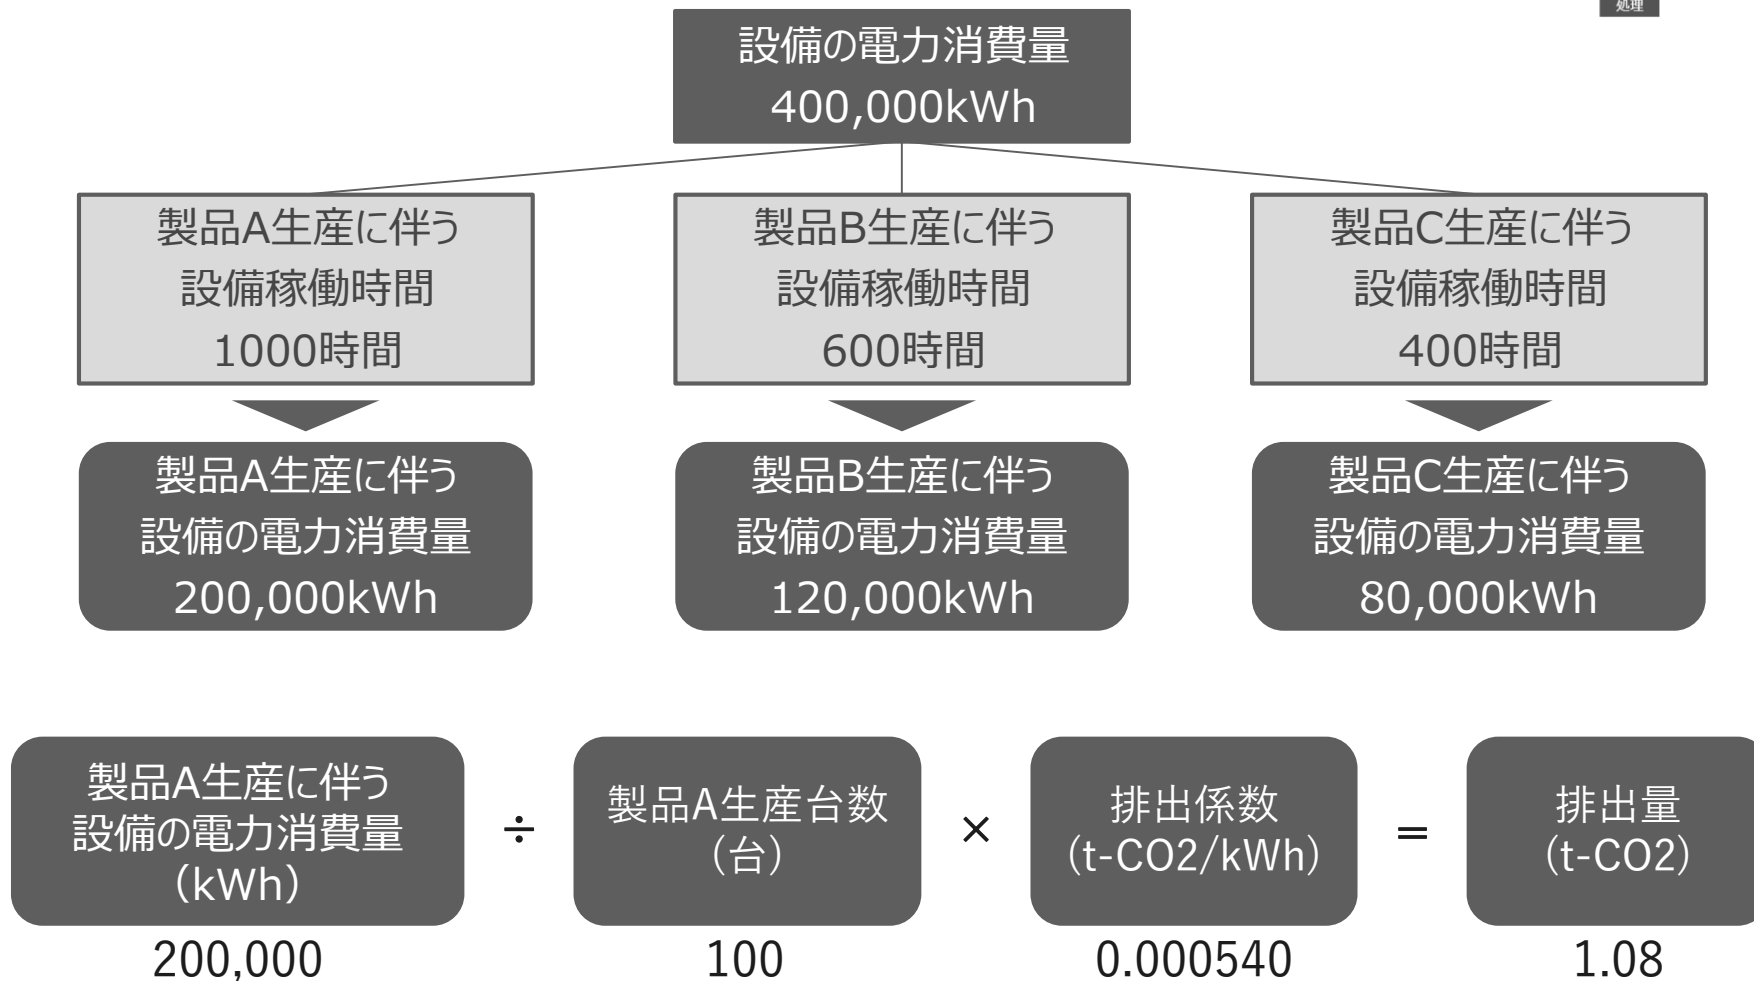 処理
設備の電力消費量
400,000kWh
製品A生産に伴う
設備稼働時間
1000時間
製品B生産に伴う
設備稼働時間
600時間
製品C生産に伴う
設備稼働時間
400時間
製品A生産に伴う
設備の電力消費量
200,000kWh
製品B生産に伴う
設備の電力消費量
120,000kWh
製品C生産に伴う
設備の電力消費量
80,000kWh
製品A生産に伴う
設備の電力消費量
(kWh)
÷
製品A生産台数
(台)
×
排出係数
(t-CO2/kWh)
=
排出量
(t-CO2)
200,000
100
0.000540
1.08